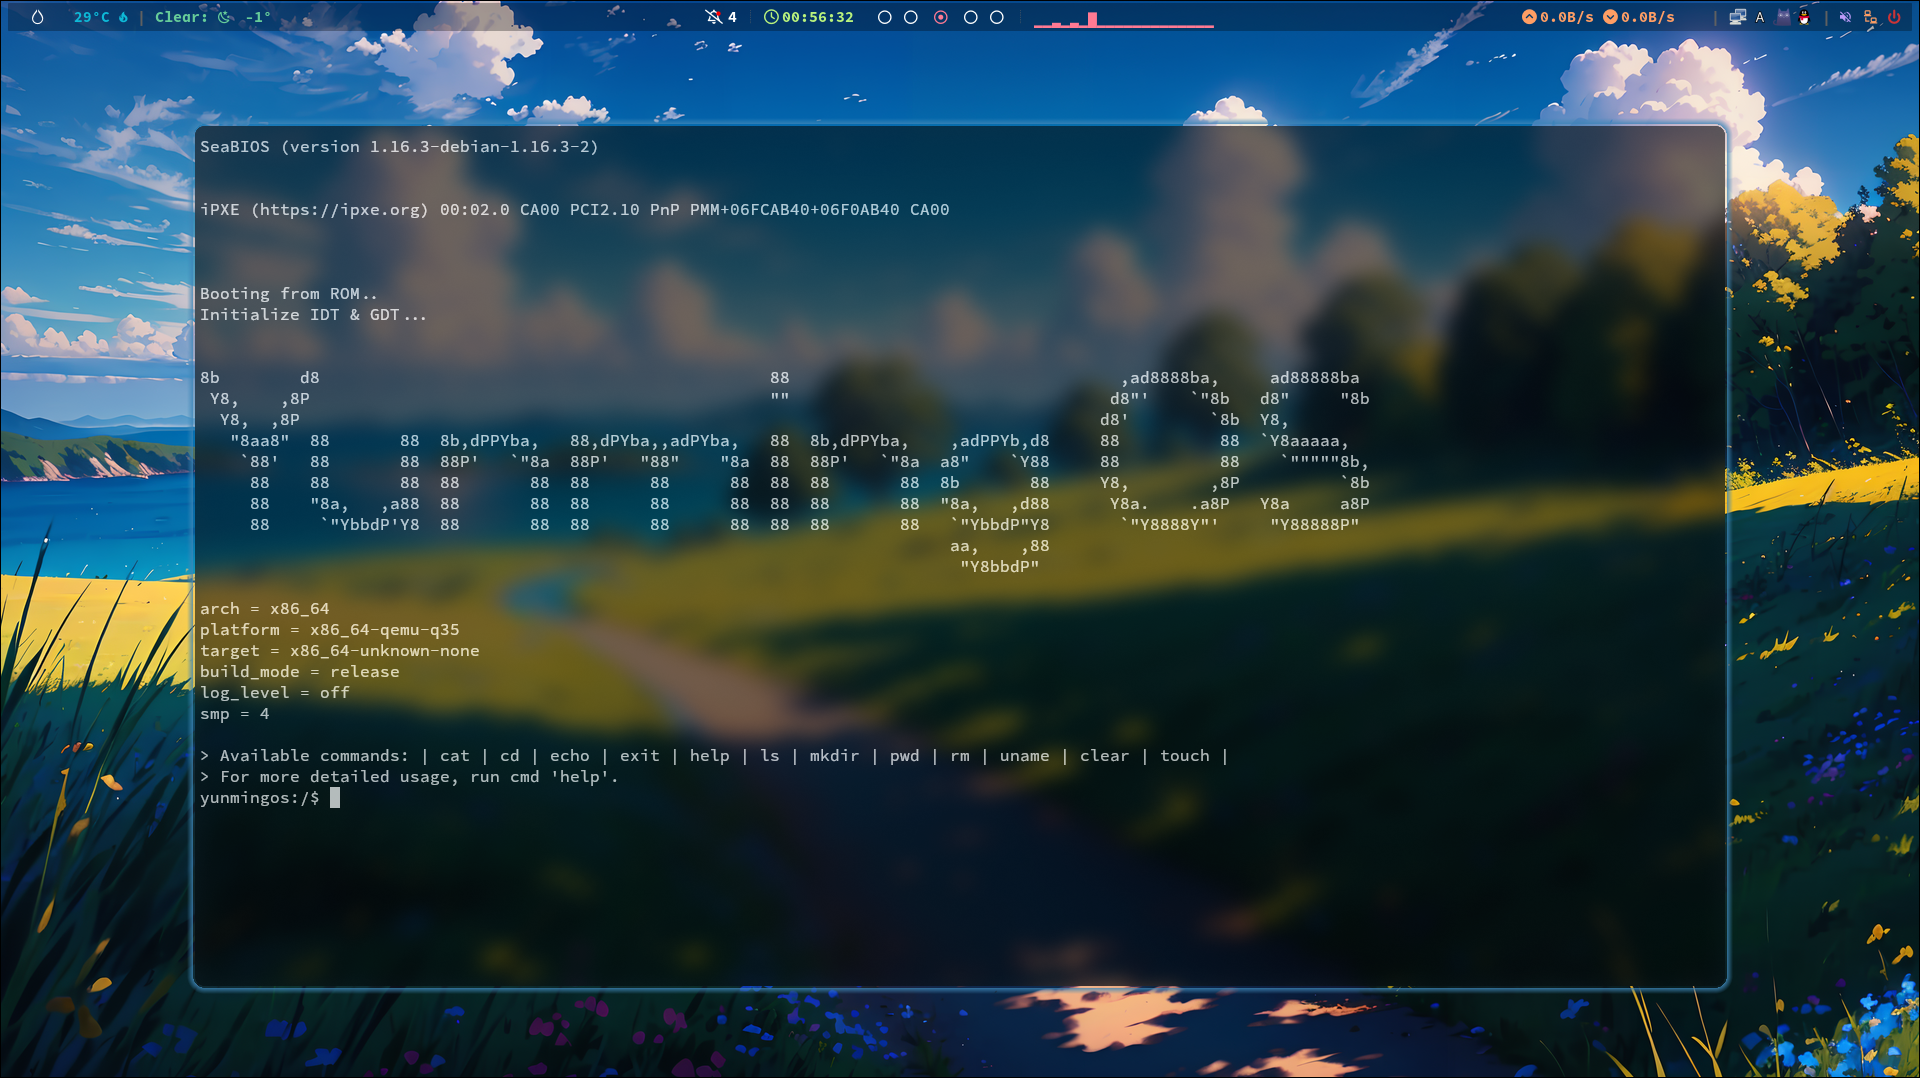 29°C | Clear: -1° 4 00:56:32 0.0B/s 0.0B/s | A |
SeaBIOS (version 1.16.3-debian-1.16.3-2)
iPXE (https://ipxe.org) 00:02.0 CA00 PCI2.10 PnP PMM+06FCAB40+06F0AB40 CA00
Booting from ROM..
Initialize IDT & GDT...
8b        d8                                             88                                 ,ad8888ba,     ad88888ba
 Y8,    ,8P                                              ""                                d8"'    `"8b   d8"     "8b
  Y8,  ,8P                                                                                d8'        `8b  Y8,
   "8aa8"  88       88  8b,dPPYba,   88,dPYba,,adPYba,   88  8b,dPPYba,    ,adPPYb,d8     88          88  `Y8aaaaa,
    `88'   88       88  88P'   `"8a  88P'   "88"    "8a  88  88P'   `"8a  a8"    `Y88     88          88    `"""""8b,
     88    88       88  88       88  88      88      88  88  88       88  8b       88     Y8,        ,8P          `8b
     88    "8a,   ,a88  88       88  88      88      88  88  88       88  "8a,   ,d88      Y8a.    .a8P   Y8a     a8P
     88     `"YbbdP'Y8  88       88  88      88      88  88  88       88   `"YbbdP"Y8       `"Y8888Y"'     "Y88888P"
                                                                           aa,     ,88
                                                                            "Y8bbdP"
arch = x86_64
platform = x86_64-qemu-q35
target = x86_64-unknown-none
build_mode = release
log_level = off
smp = 4
> Available commands: | cat | cd | echo | exit | help | ls | mkdir | pwd | rm | uname | clear | touch |
> For more detailed usage, run cmd 'help'.
yunmingos:/$